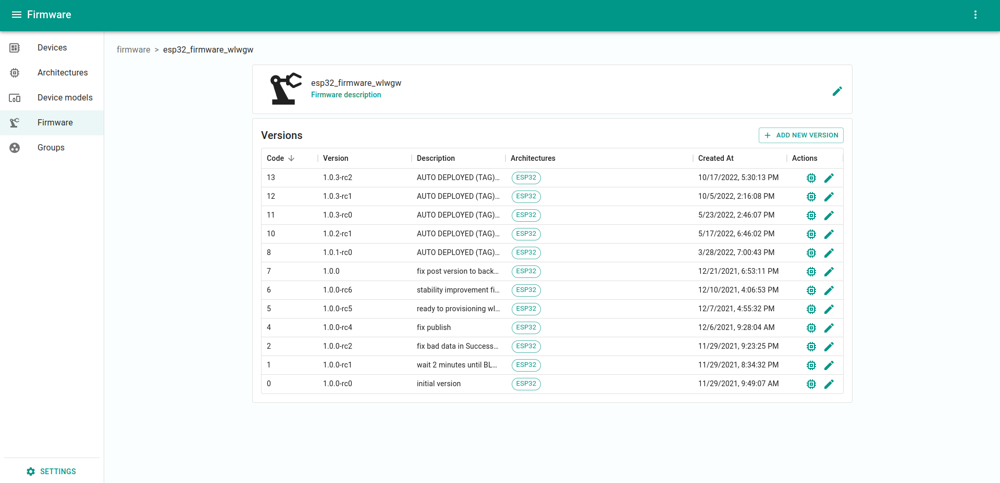 Firmware
Devices
Architectures
Device models
Firmware
Groups
SETTINGS
firmware > esp32_firmware_wlwgw
esp32_firmware_wlwgw
Firmware description
Versions
ADD NEW VERSION
Code Version Description Architectures Created At Actions
13 1.0.3-rc2 AUTO DEPLOYED (TAG)... ESP32 10/17/2022, 5:30:13 PM
12 1.0.3-rc1 AUTO DEPLOYED (TAG)... ESP32 10/5/2022, 2:16:08 PM
11 1.0.3-rc0 AUTO DEPLOYED (TAG)... ESP32 5/23/2022, 2:46:07 PM
10 1.0.2-rc1 AUTO DEPLOYED (TAG)... ESP32 5/17/2022, 6:46:02 PM
8 1.0.1-rc0 AUTO DEPLOYED (TAG)... ESP32 3/28/2022, 7:00:43 PM
7 1.0.0 fix post version to back... ESP32 12/21/2021, 6:53:11 PM
6 1.0.0-rc6 stability improvement fi... ESP32 12/10/2021, 4:06:53 PM
5 1.0.0-rc5 ready to provisioning wl... ESP32 12/7/2021, 4:55:32 PM
4 1.0.0-rc4 fix publish ESP32 12/6/2021, 9:28:04 AM
2 1.0.0-rc2 fix bad data in Success... ESP32 11/29/2021, 9:23:25 PM
1 1.0.0-rc1 wait 2 minutes until BL... ESP32 11/29/2021, 8:34:32 PM
0 1.0.0-rc0 initial version ESP32 11/29/2021, 9:49:07 AM